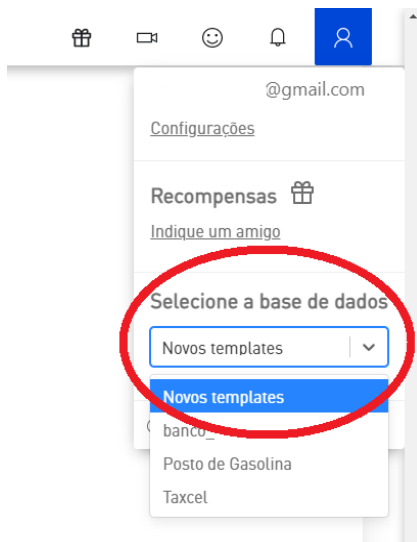 @gmail.com
Configurações
Recompensas
Indique um amigo
Selecione a base de dados
Novos templates
Novos templates
banco_
Posto de Gasolina
Taxcel